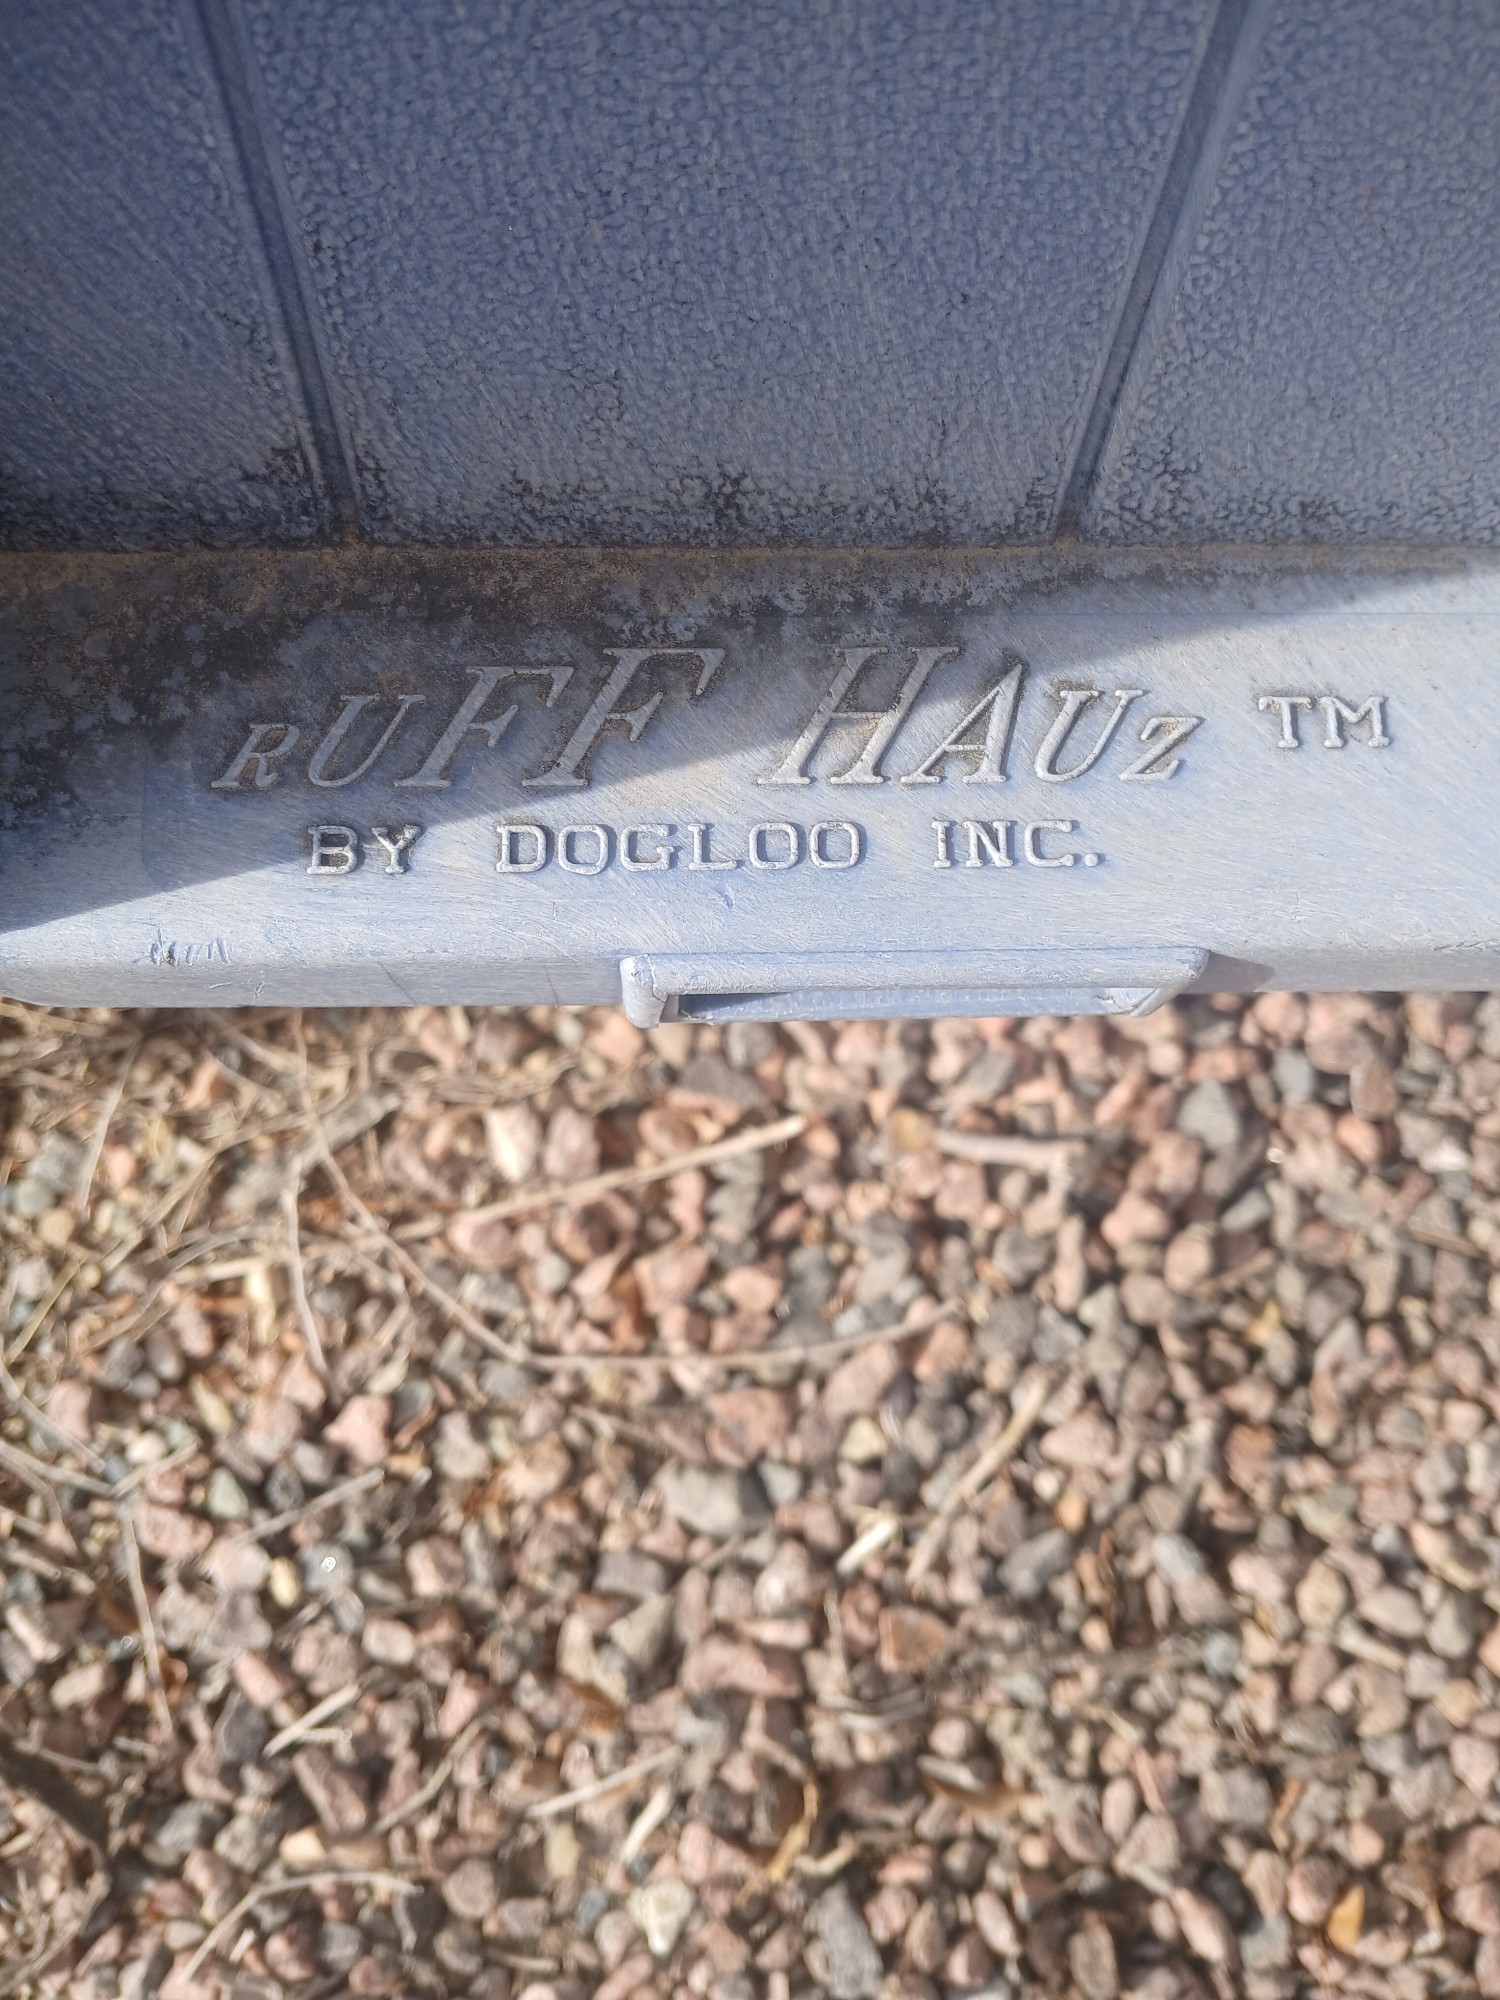 RUFF HAUZ ™
BY DOGLOO INC.